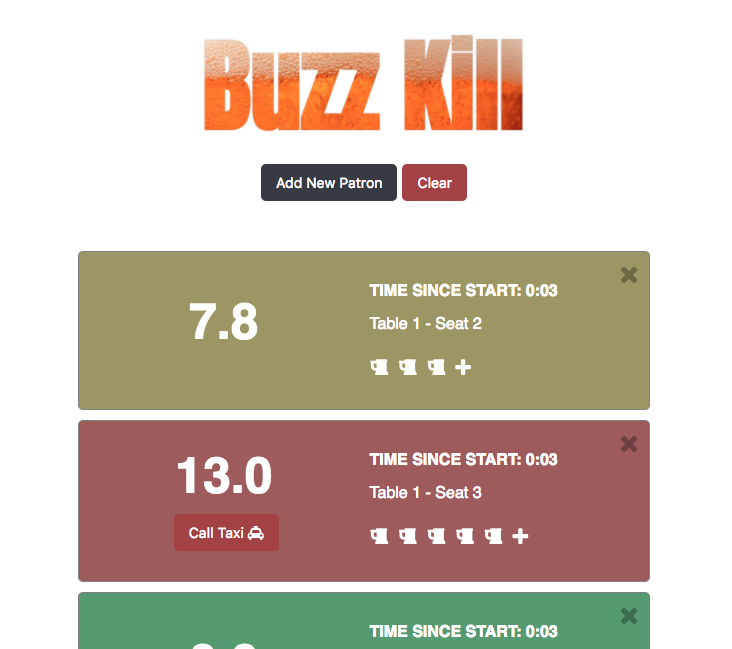 Buzz Kill
Add New Patron Clear
TIME SINCE START: 0:03
7.8
Table 1 - Seat 2
TIME SINCE START: 0:03
13.0
Table 1 - Seat 3
Call Taxi
TIME SINCE START: 0:03